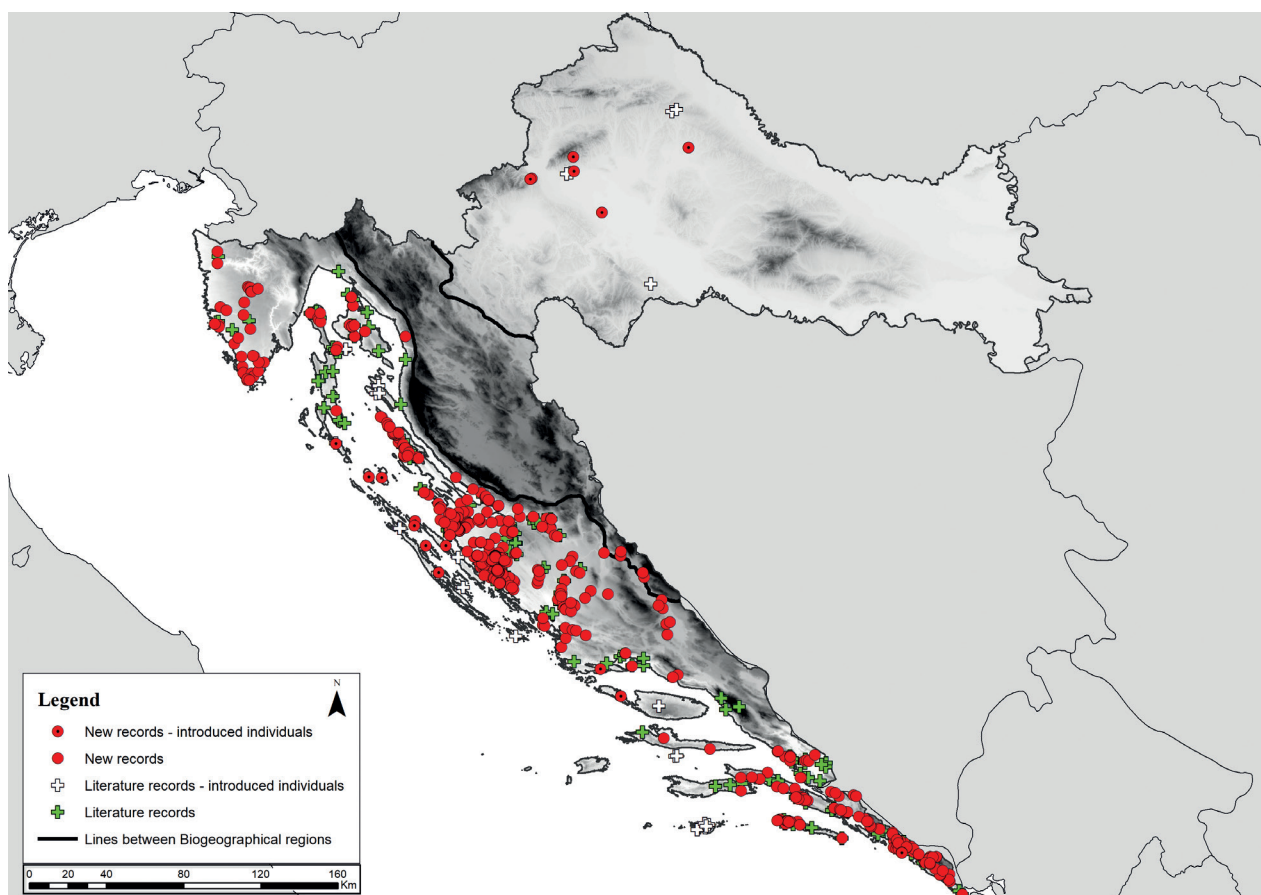 N
Legend
New records - introduced individuals
New records
Literature records - introduced individuals
Literature records
Lines between Biogeographical regions
0 20 40 80 120 160
Km